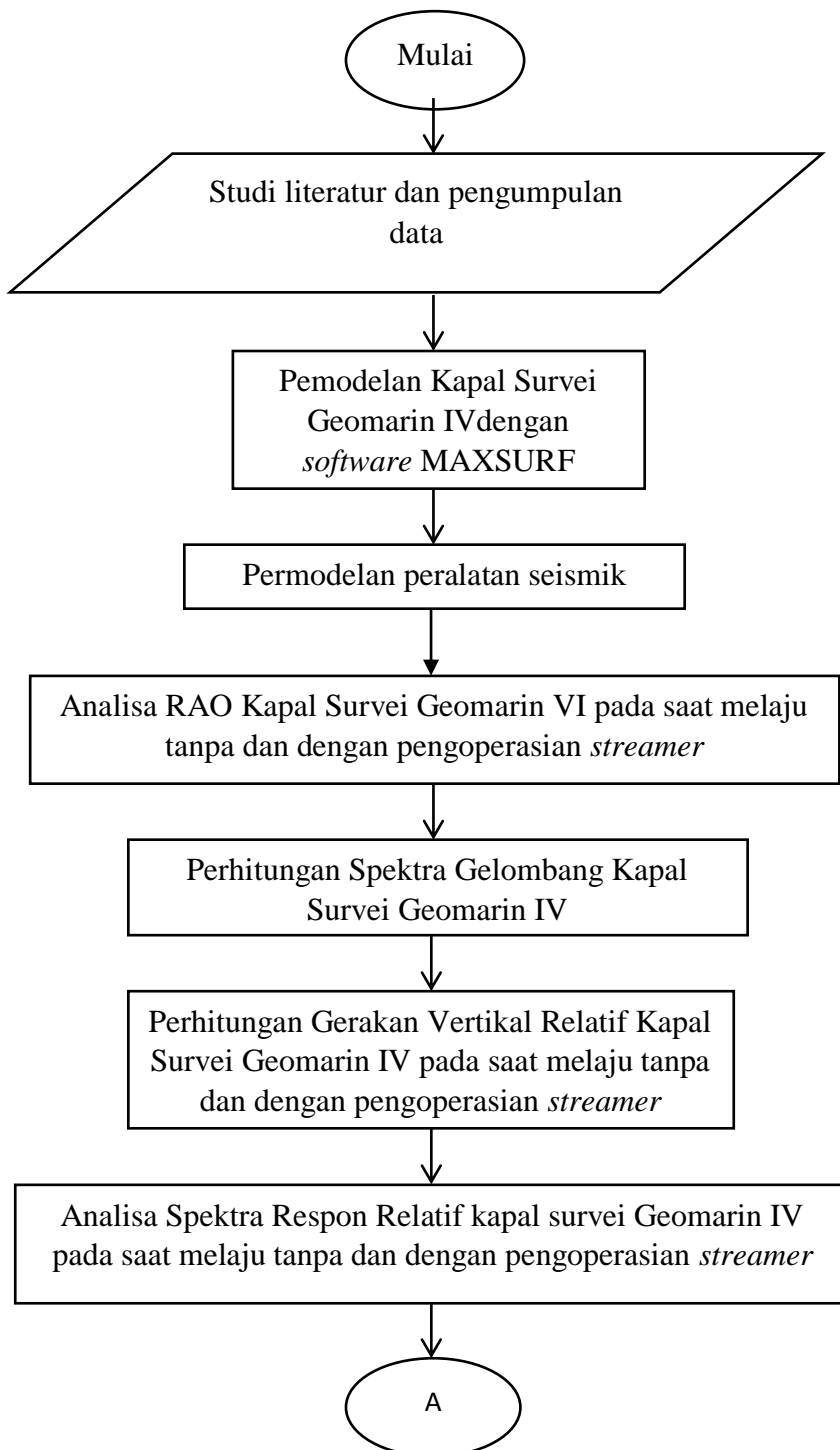 Mulai
Studi literatur dan pengumpulan
data
Pemodelan Kapal Survei
Geomarin IVdengan
software MAXSURF
Permodelan peralatan seismik
Analisa RAO Kapal Survei Geomarin VI pada saat melaju
tanpa dan dengan pengoperasian streamer
Perhitungan Spektra Gelombang Kapal
Survei Geomarin IV
Perhitungan Gerakan Vertikal Relatif Kapal
Survei Geomarin IV pada saat melaju tanpa
dan dengan pengoperasian streamer
Analisa Spektra Respon Relatif kapal survei Geomarin IV
pada saat melaju tanpa dan dengan pengoperasian streamer
A